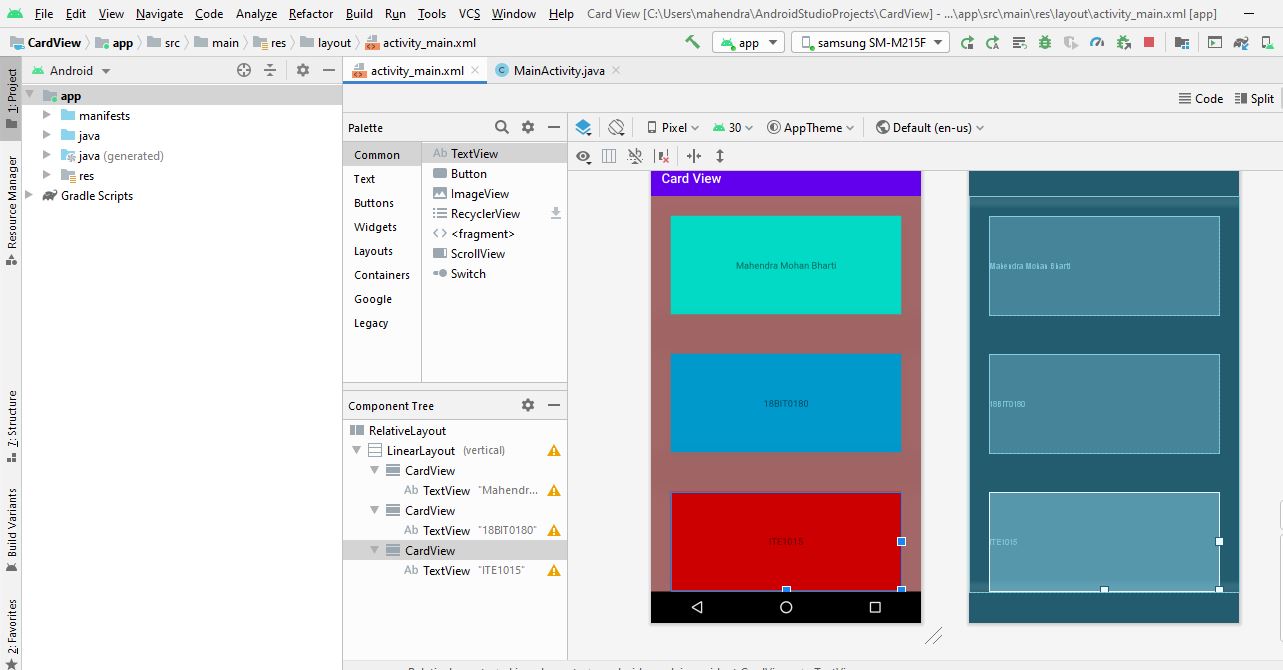 File Edit View Navigate Code Analyze Refactor Build Run Tools VCS Window Help Card View [C:\Users\mahendra\AndroidStudioProjects\CardView] - ...\app\src\main\res\layout\activity_main.xml [app]
CardView app src main res layout activity_main.xml app samsung SM-M215F
1: Project
Resource Manager
7: Structure
Build Variants
2: Favorites
Android
app
manifests
java
java (generated)
res
Gradle Scripts
activity_main.xml MainActivity.java
Code Split
Palette
Common
Text
Buttons
Widgets
Layouts
Containers
Google
Legacy
Ab TextView
Button
ImageView
RecyclerView
<fragment>
ScrollView
Switch
Component Tree
RelativeLayout
LinearLayout (vertical)
CardView
Ab TextView "Mahendr...
CardView
Ab TextView "18BIT0180"
CardView
Ab TextView "ITE1015"
Pixel 30 AppTheme Default (en-us)
Card View
Mahendra Mohan Bharti
18BIT0180
ITE1015
Mahendra Mohan Bharti
18BIT0180
ITE1015